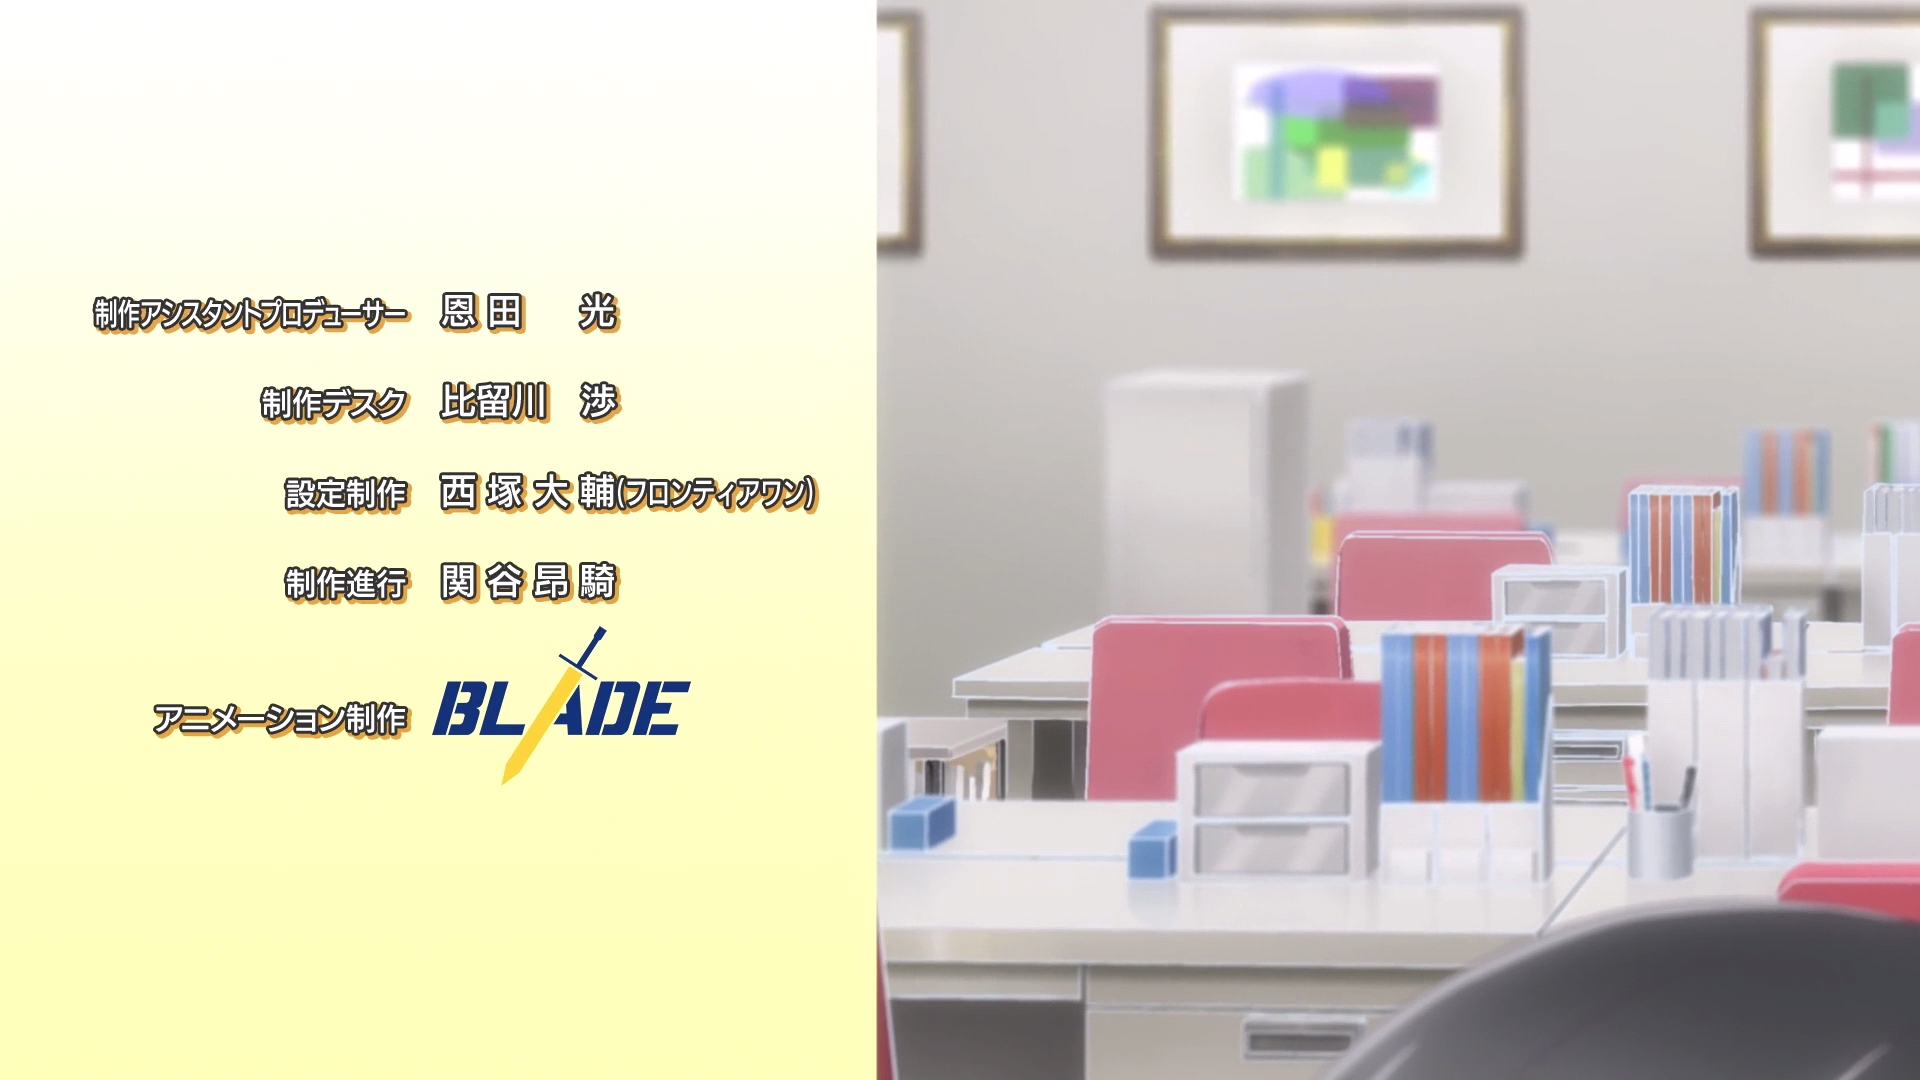 制作アシスタントプロデューサー 恩田 光
制作デスク 比留川 渉
設定制作 西塚大輔(フロンティアワン)
制作進行 関谷昂騎
アニメーション制作 BLADE